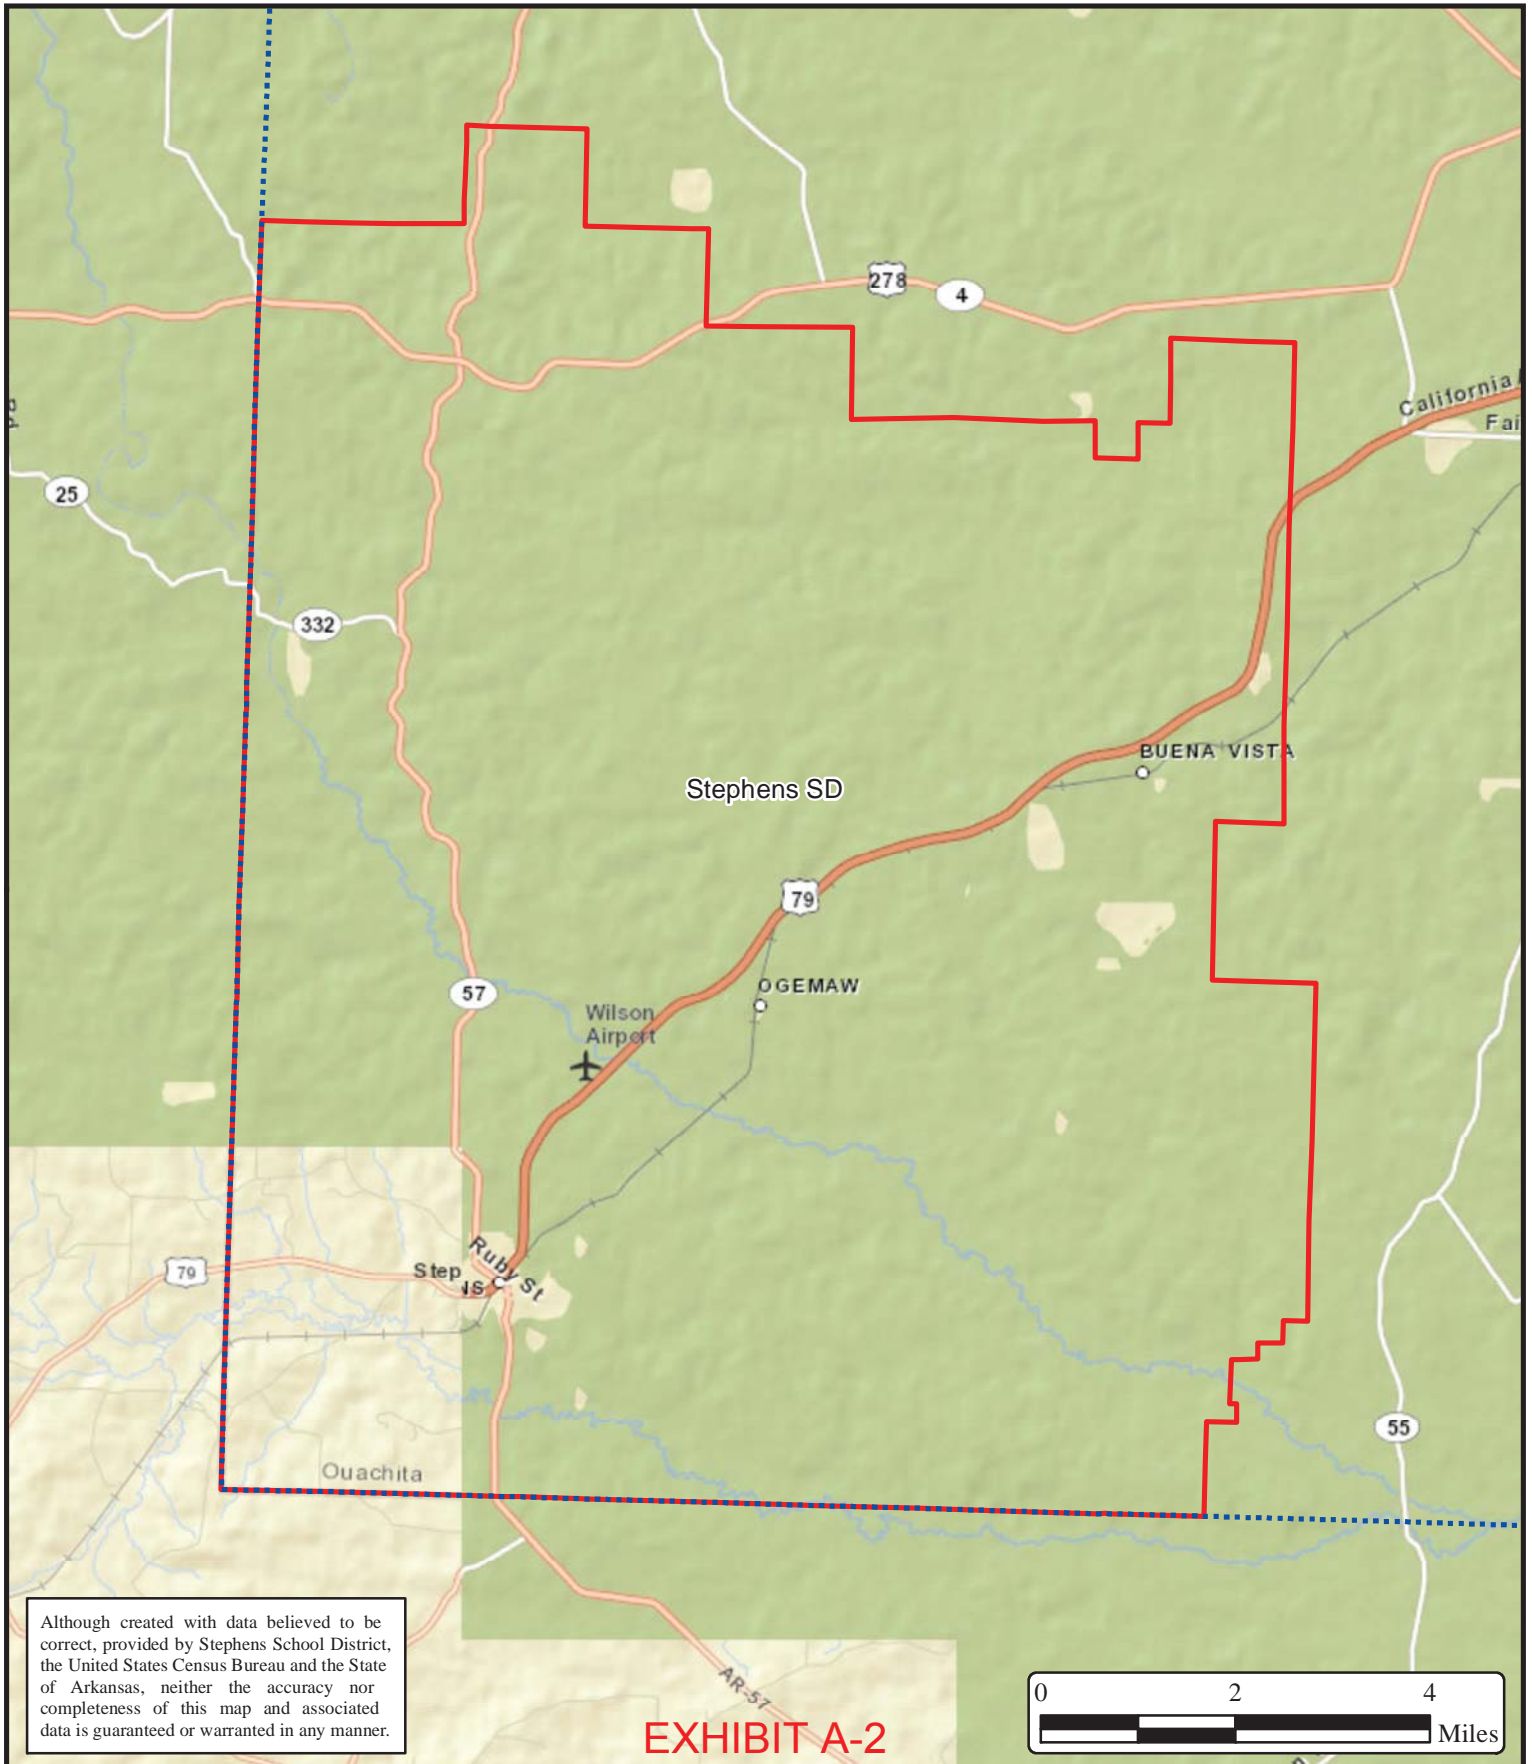 278
4
California
Fai
25
332
BUENA VISTA
Stephens SD
79
OGEMAW
57
Wilson
Airport
Ruby St
Step
NS
79
55
Ouachita
Although created with data believed to be
correct, provided by Stephens School District,
the United States Census Bureau and the State
of Arkansas, neither the accuracy nor
completeness of this map and associated
data is guaranteed or warranted in any manner.
AR-57
EXHIBIT A-2
0 2 4
Miles